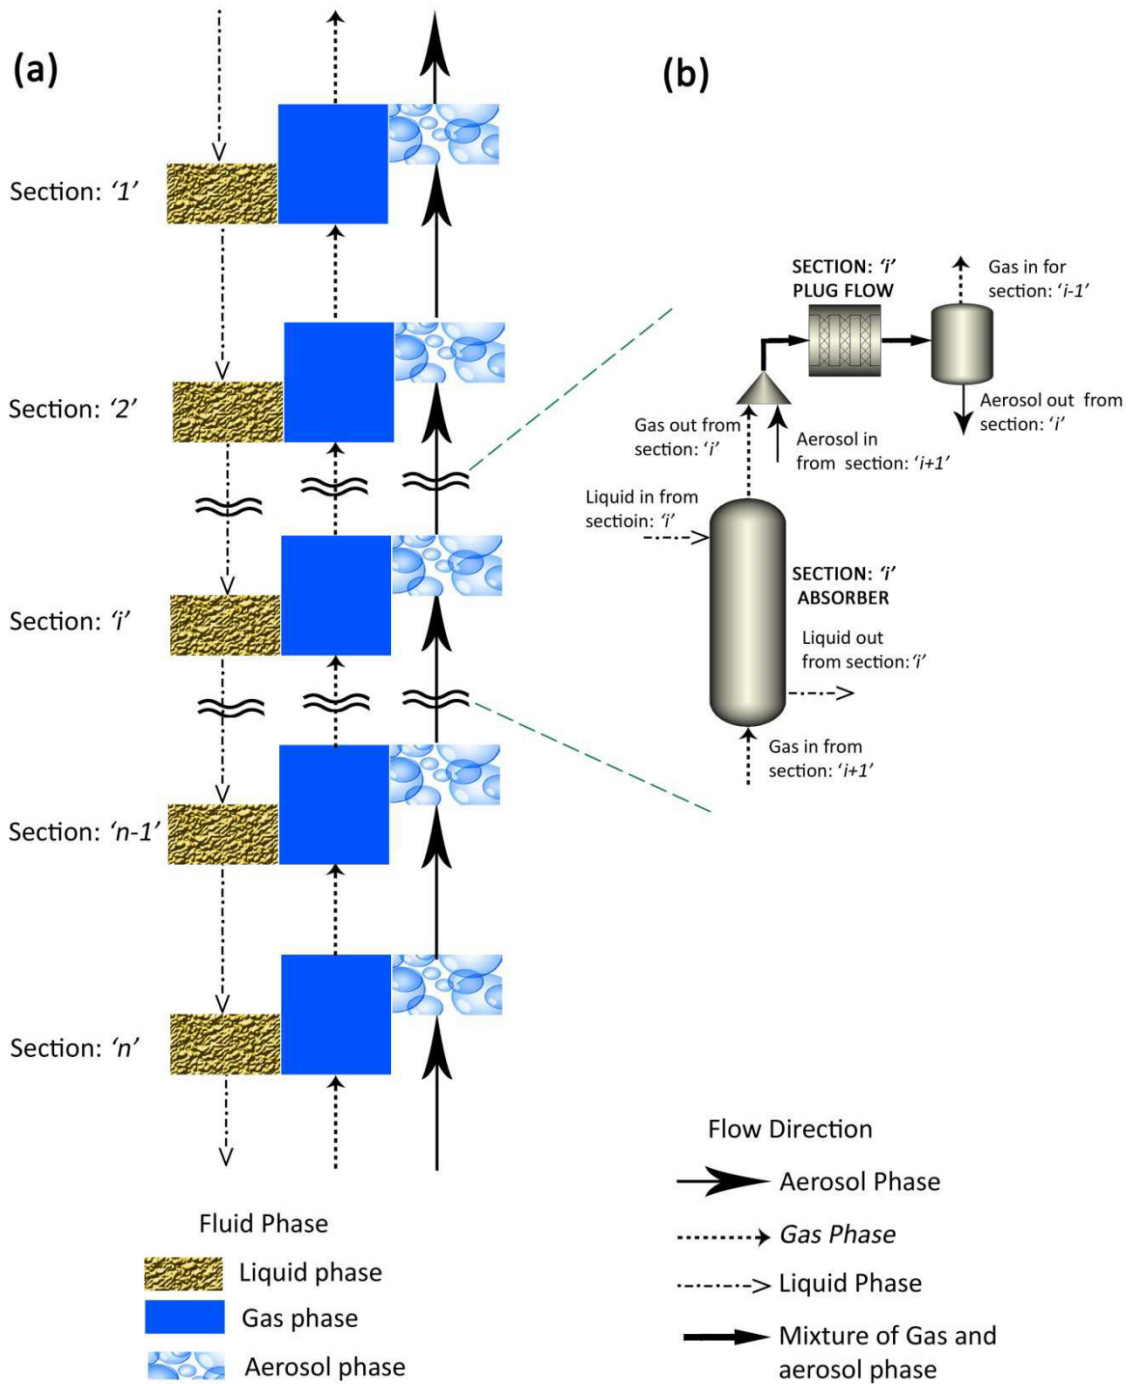 (a)
Section: ‘1’
Section: ‘2’
Section: ‘i’
Section: ‘n-1’
Section: ‘n’
Fluid Phase
Liquid phase
Gas phase
Aerosol phase
(b)
SECTION: ‘i’
PLUG FLOW
Gas in for
section: ‘i-1’
Aerosol out from
section: ‘i’
Gas out from
section: ‘i’
Aerosol in
from section: ‘i+1’
Liquid in from
sectioin: ‘i’
SECTION: ‘i’
ABSORBER
Liquid out
from section: ‘i’
Gas in from
section: ‘i+1’
Flow Direction
Aerosol Phase
Gas Phase
Liquid Phase
Mixture of Gas and
aerosol phase